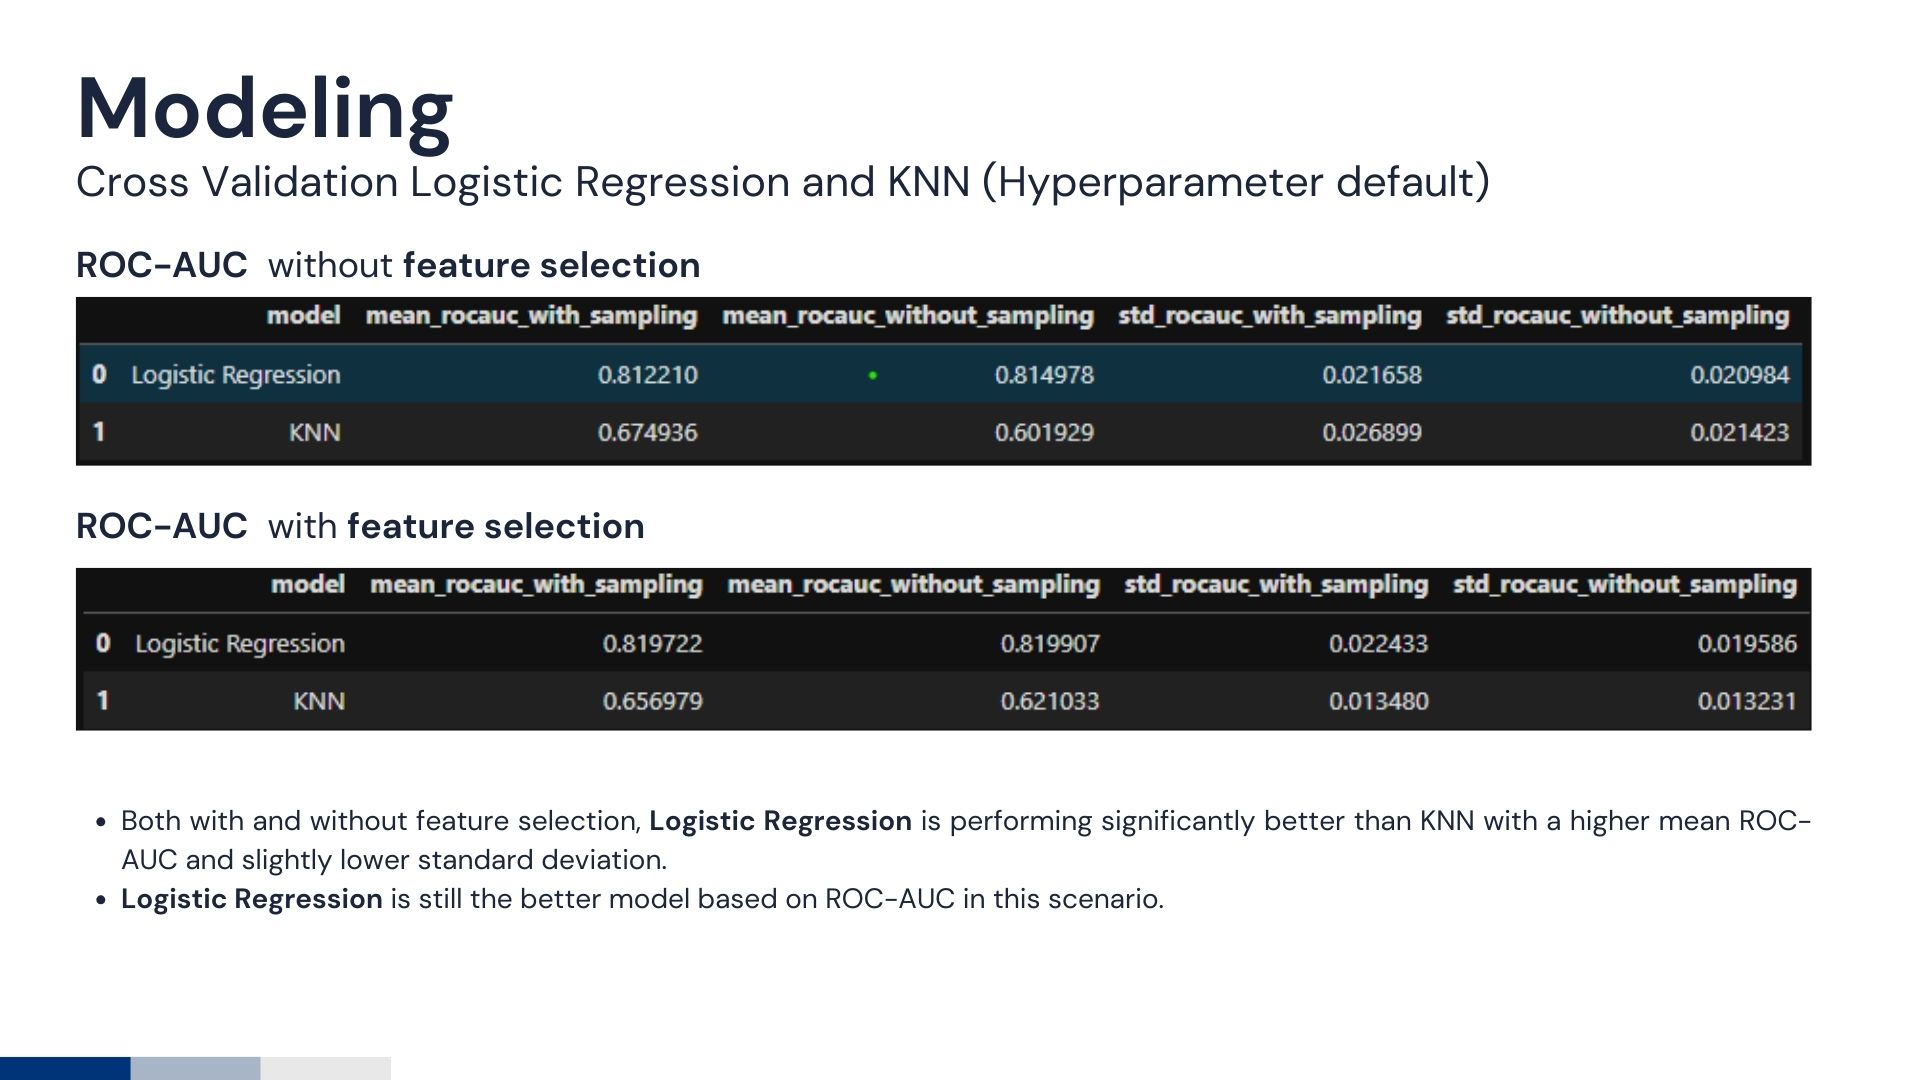 Modeling
Cross Validation Logistic Regression and KNN (Hyperparameter default)
ROC-AUC without feature selection
model mean_rocauc_with_sampling mean_rocauc_without_sampling std_rocauc_with_sampling std_rocauc_without_sampling
0 Logistic Regression 0.812210 0.814978 0.021658 0.020984
1 KNN 0.674936 0.601929 0.026899 0.021423
ROC-AUC with feature selection
model mean_rocauc_with_sampling mean_rocauc_without_sampling std_rocauc_with_sampling std_rocauc_without_sampling
0 Logistic Regression 0.819722 0.819907 0.022433 0.019586
1 KNN 0.656979 0.621033 0.013480 0.013231
• Both with and without feature selection, Logistic Regression is performing significantly better than KNN with a higher mean ROC-
AUC and slightly lower standard deviation.
• Logistic Regression is still the better model based on ROC-AUC in this scenario.